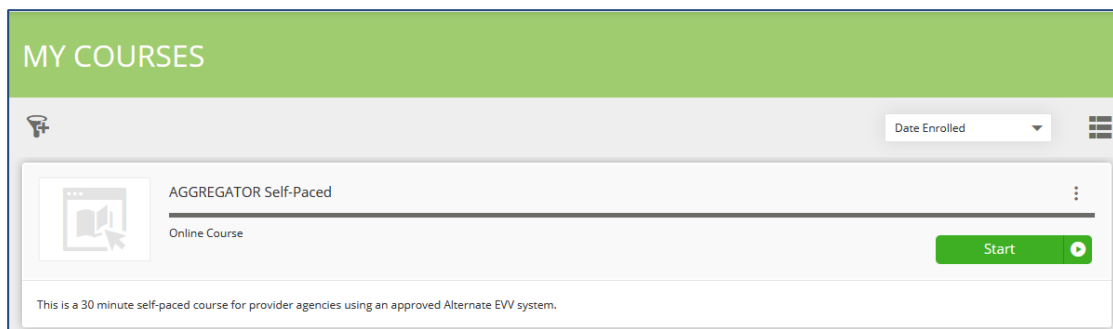 MY COURSES
Date Enrolled
AGGREGATOR Self-Paced
Online Course
Start
This is a 30 minute self-paced course for provider agencies using an approved Alternate EVV system.